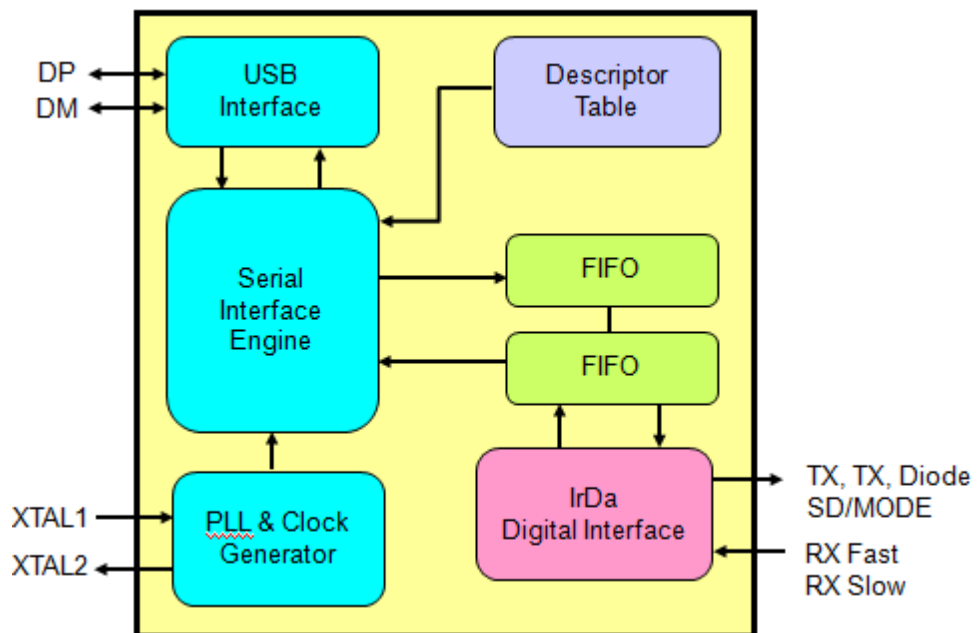 DP
DM
USB
Interface
Descriptor
Table
Serial
Interface
Engine
FIFO
FIFO
XTAL1
XTAL2
PLL & Clock
Generator
IrDa
Digital Interface
TX, TX, Diode
SD/MODE
RX Fast
RX Slow